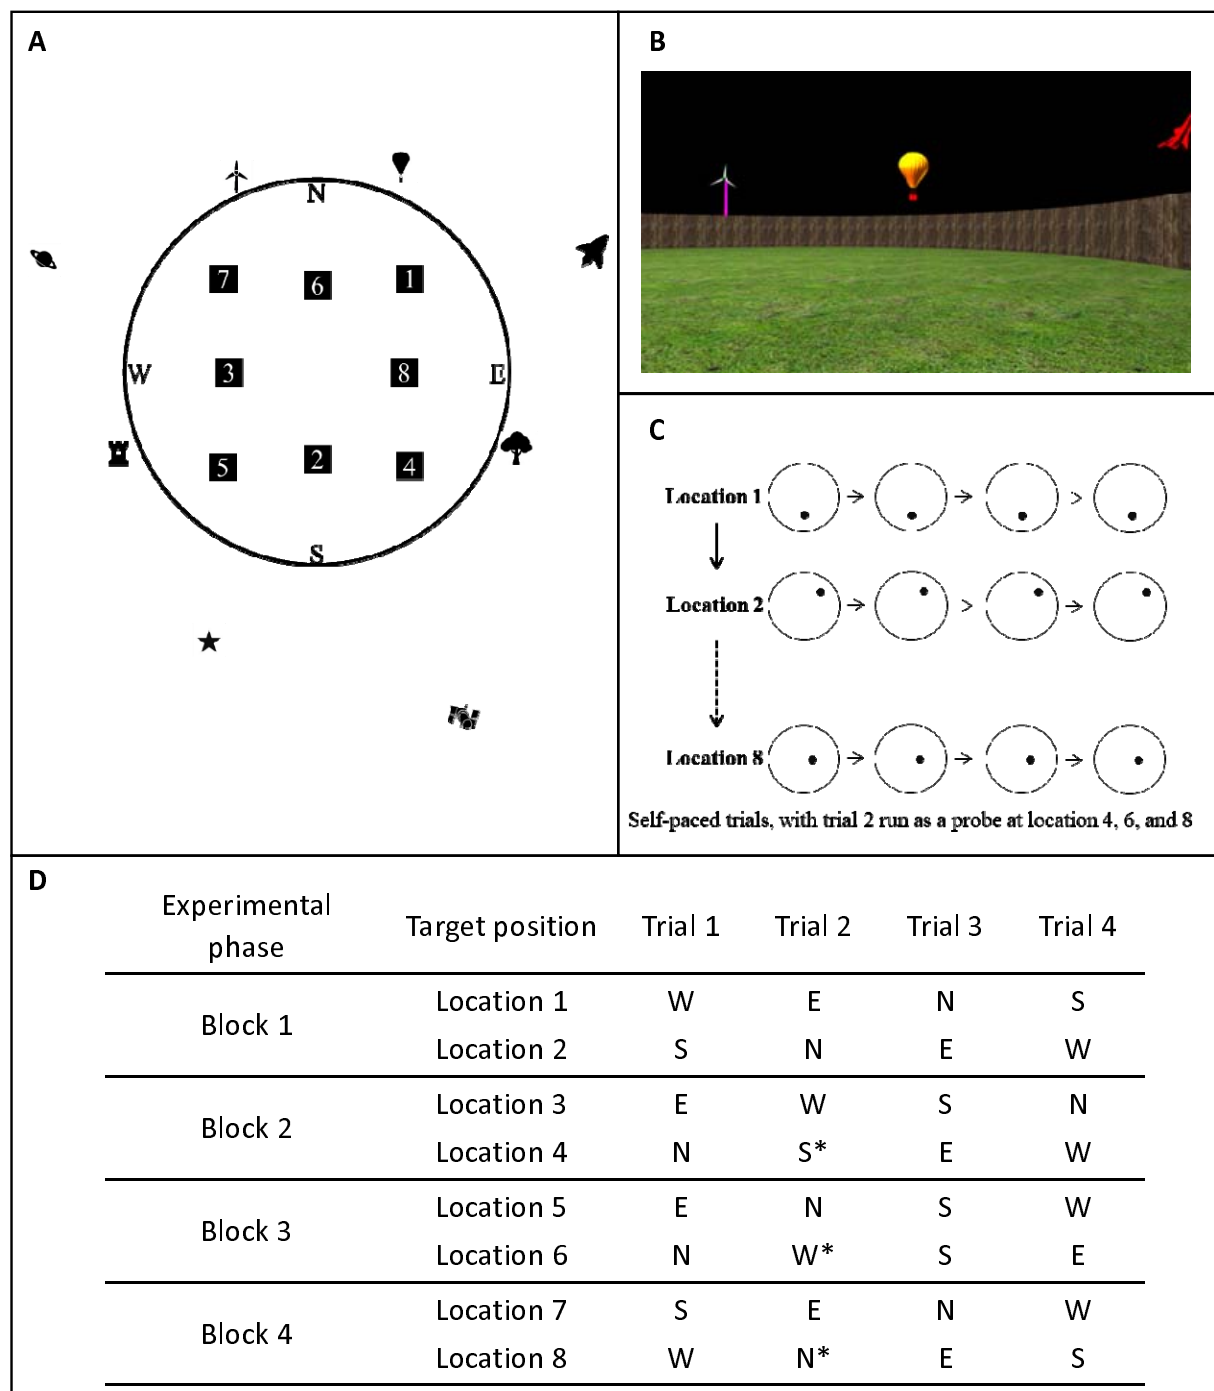 A
N
7 6 1
W 3 8 E
5 2 4
S
B
C
Location 1
Location 2
Location 8
Self-paced trials, with trial 2 run as a probe at location 4, 6, and 8
D
Experimental phase Target position Trial 1 Trial 2 Trial 3 Trial 4
Block 1
Location 1 W E N S
Location 2 S N E W
Block 2
Location 3 E W S N
Location 4 N S* E W
Block 3
Location 5 E N S W
Location 6 N W* S E
Block 4
Location 7 S E N W
Location 8 W N* E S